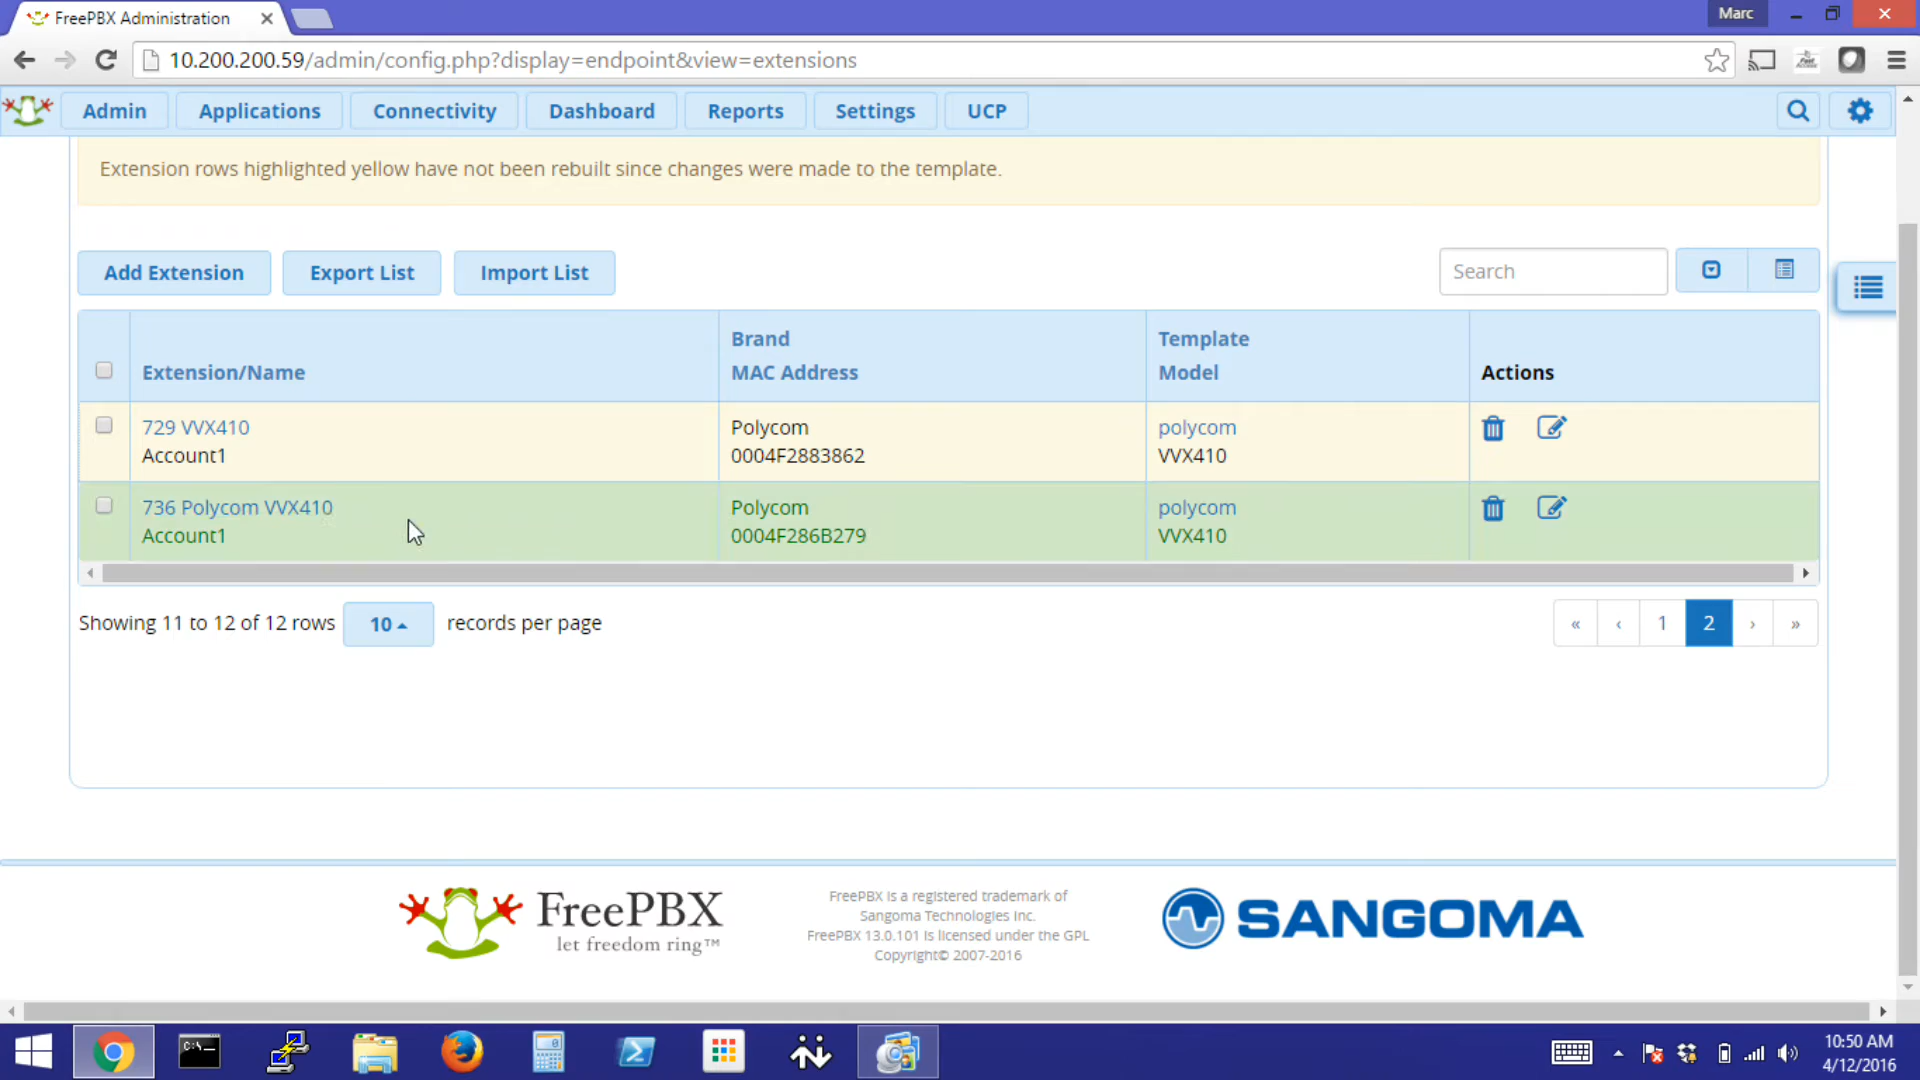 FreePBX Administration
Marc
10.200.200.59/admin/config.php?display=endpoint&view=extensions
Admin
Applications
Connectivity
Dashboard
Reports
Settings
UCP
Extension rows highlighted yellow have not been rebuilt since changes were made to the template.
Add Extension
Export List
Import List
Search
Brand
Template
Extension/Name
MAC Address
Model
Actions
729 VVX410
Polycom
polycom
Account1
0004F2883862
VVX410
736 Polycom VVX410
Polycom
polycom
Account1
0004F286B279
VVX410
Showing 11 to 12 of 12 rows
10
records per page
« ‹ 1 2 › »
FreePBX
let freedom ring™
FreePBX is a registered trademark of
Sangoma Technologies Inc.
FreePBX 13.0.101 is licensed under the GPL
Copyright© 2007-2016
SANGOMA
C:\_
10:50 AM
4/12/2016